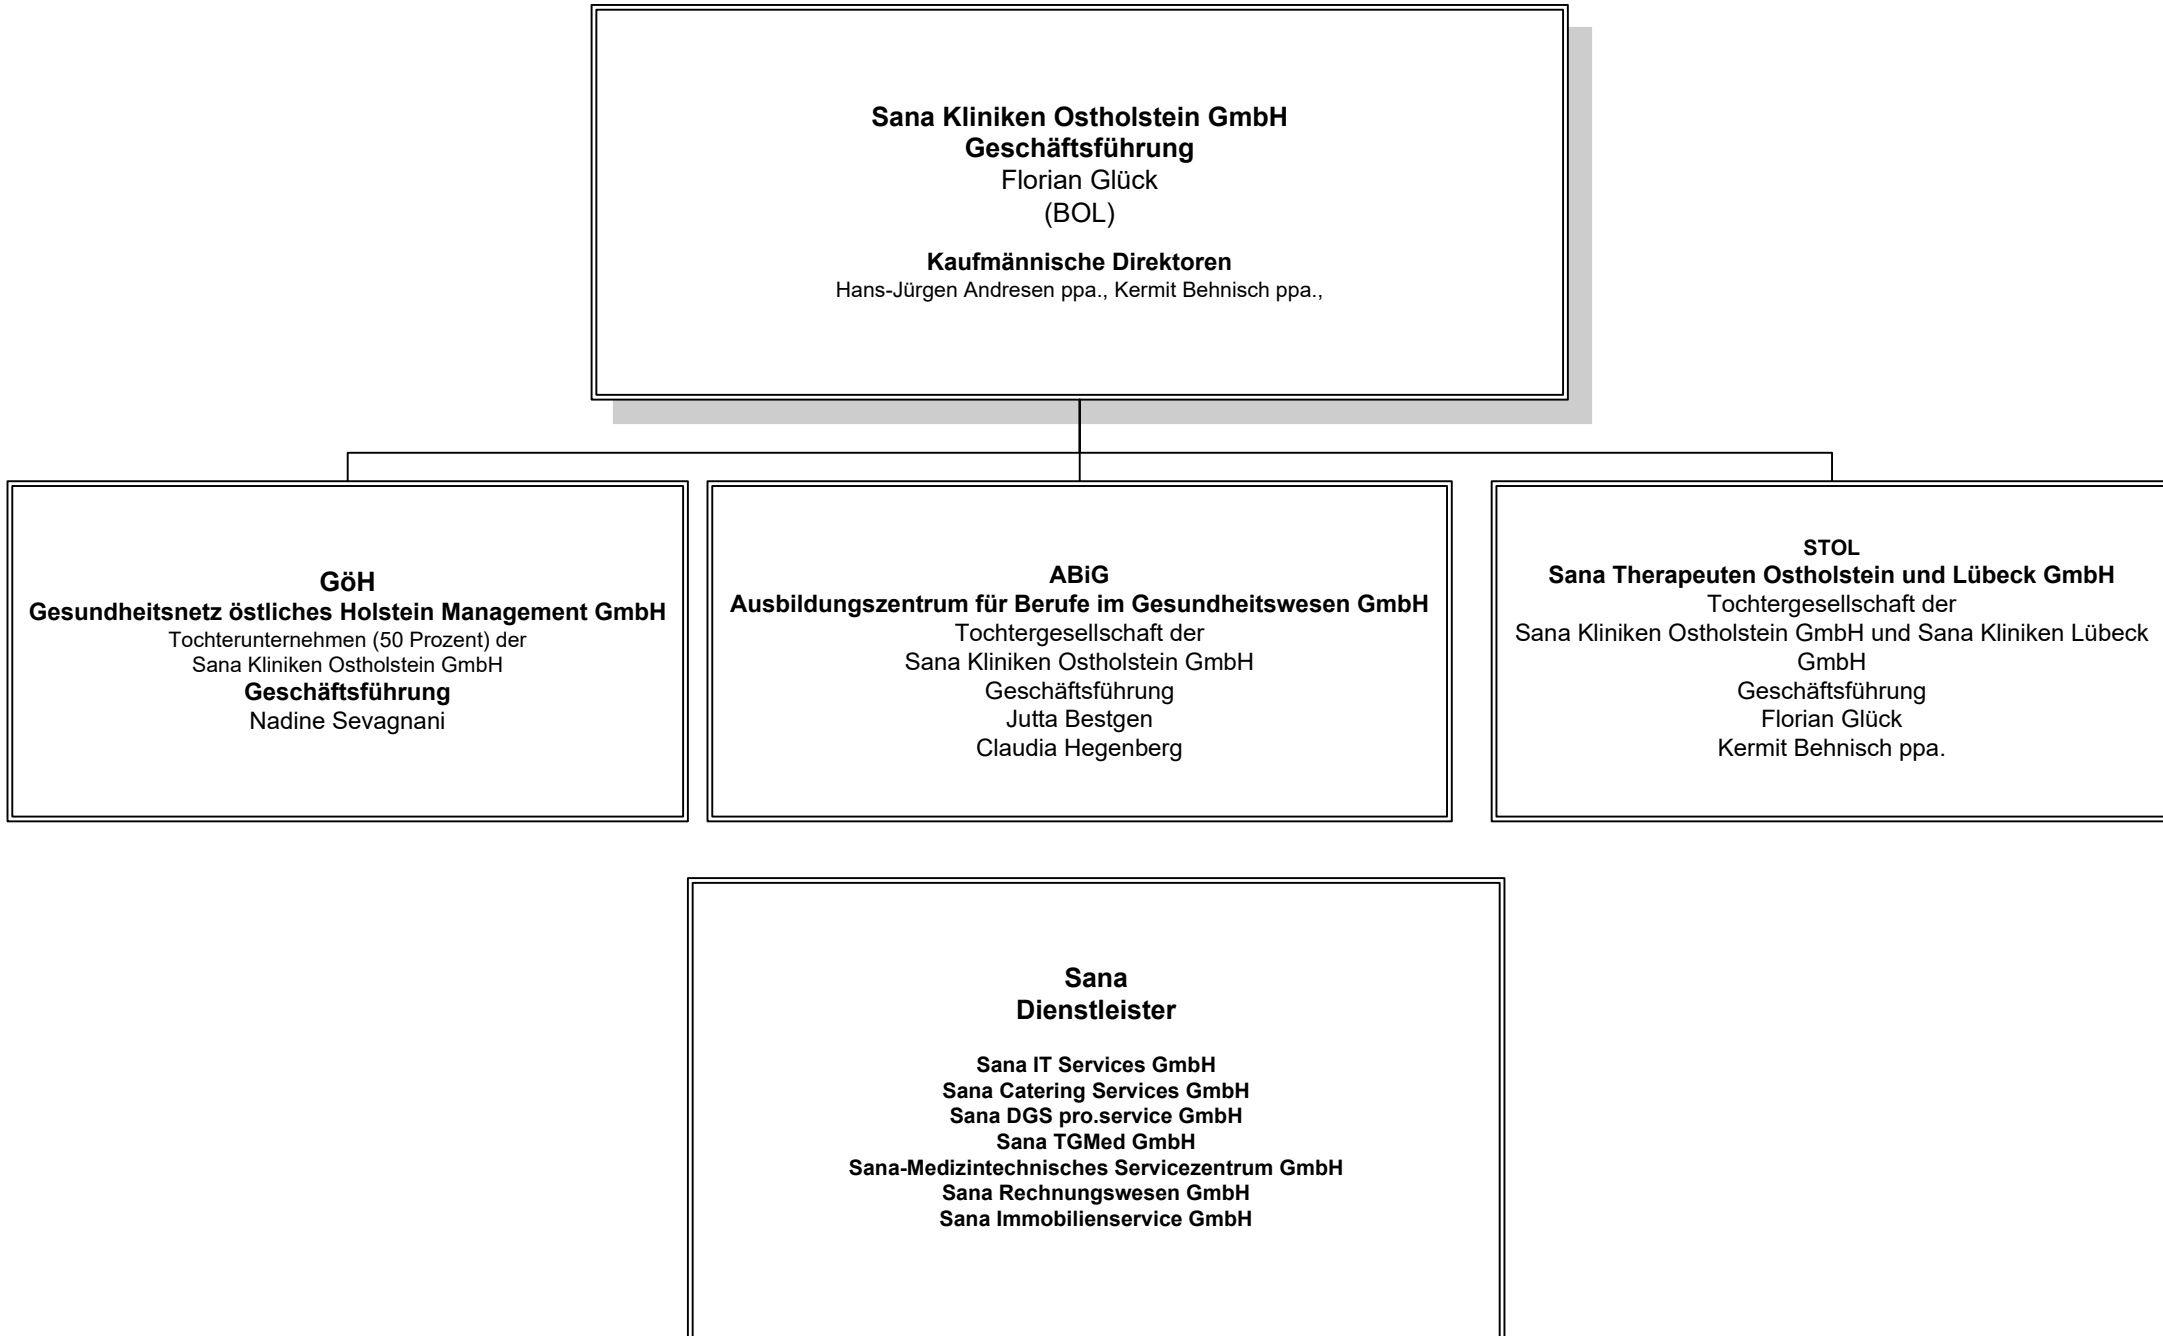 Sana Kliniken Ostholstein GmbH
Geschäftsführung
Florian Glück
(BOL)
Kaufmännische Direktoren
Hans-Jürgen Andresen ppa., Kermit Behnisch ppa.,
GöH
Gesundheitsnetz östliches Holstein Management GmbH
Tochterunternehmen (50 Prozent) der
Sana Kliniken Ostholstein GmbH
Geschäftsführung
Nadine Sevagnani
ABiG
Ausbildungszentrum für Berufe im Gesundheitswesen GmbH
Tochtergesellschaft der
Sana Kliniken Ostholstein GmbH
Geschäftsführung
Jutta Bestgen
Claudia Hegenberg
STOL
Sana Therapeuten Ostholstein und Lübeck GmbH
Tochtergesellschaft der
Sana Kliniken Ostholstein GmbH und Sana Kliniken Lübeck
GmbH
Geschäftsführung
Florian Glück
Kermit Behnisch ppa.
Sana
Dienstleister
Sana IT Services GmbH
Sana Catering Services GmbH
Sana DGS pro.service GmbH
Sana TGMed GmbH
Sana-Medizintechnisches Servicezentrum GmbH
Sana Rechnungswesen GmbH
Sana Immobilienservice GmbH